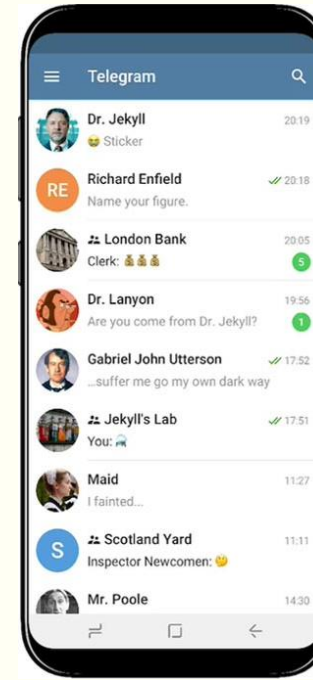 Telegram
Dr. Jekyll 20:19
😂 Sticker
Richard Enfield 20:18
RE
Name your figure.
London Bank 20:05
Clerk: 💰💰💰 5
Dr. Lanyon 19:56
Are you come from Dr. Jekyll? 1
Gabriel John Utterson 17:52
...suffer me go my own dark way
Jekyll's Lab 17:51
You:
Maid 11:27
I fainted...
Scotland Yard 11:11
S
Inspector Newcomen: 🤔
Mr. Poole 14:30